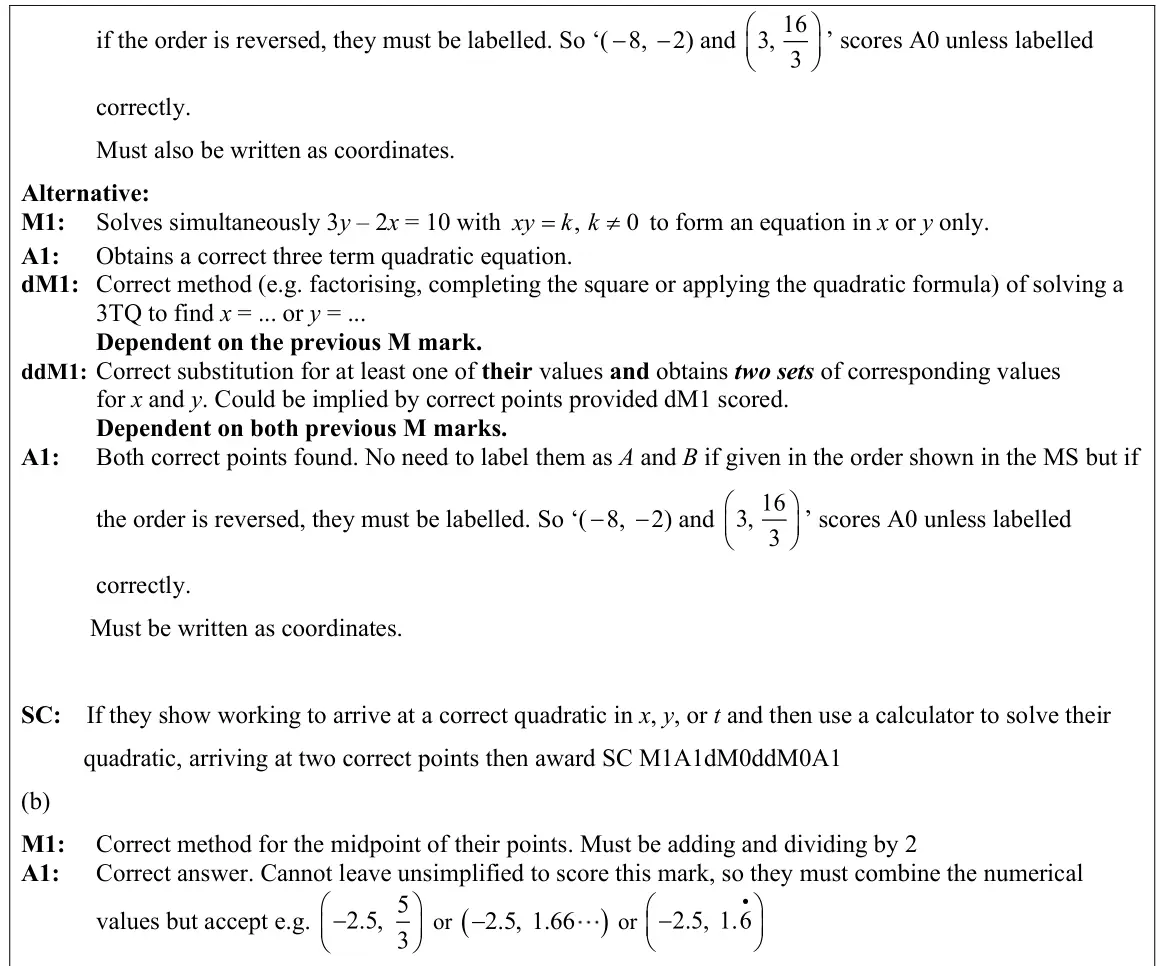 if the order is reversed, they must be labelled. So ‘(−8, −2) and (3, 16/3)’ scores A0 unless labelled
correctly.
Must also be written as coordinates.
Alternative:
M1: Solves simultaneously 3y – 2x = 10 with xy = k, k ≠ 0 to form an equation in x or y only.
A1: Obtains a correct three term quadratic equation.
dM1: Correct method (e.g. factorising, completing the square or applying the quadratic formula) of solving a
3TQ to find x = ... or y = ...
Dependent on the previous M mark.
ddM1: Correct substitution for at least one of their values and obtains two sets of corresponding values
for x and y. Could be implied by correct points provided dM1 scored.
Dependent on both previous M marks.
A1: Both correct points found. No need to label them as A and B if given in the order shown in the MS but if
the order is reversed, they must be labelled. So ‘(−8, −2) and (3, 16/3)’ scores A0 unless labelled
correctly.
Must be written as coordinates.
SC: If they show working to arrive at a correct quadratic in x, y, or t and then use a calculator to solve their
quadratic, arriving at two correct points then award SC M1A1dM0ddM0A1
(b)
M1: Correct method for the midpoint of their points. Must be adding and dividing by 2
A1: Correct answer. Cannot leave unsimplified to score this mark, so they must combine the numerical
values but accept e.g. (−2.5, 5/3) or (−2.5, 1.66···) or (−2.5, 1.6̇)